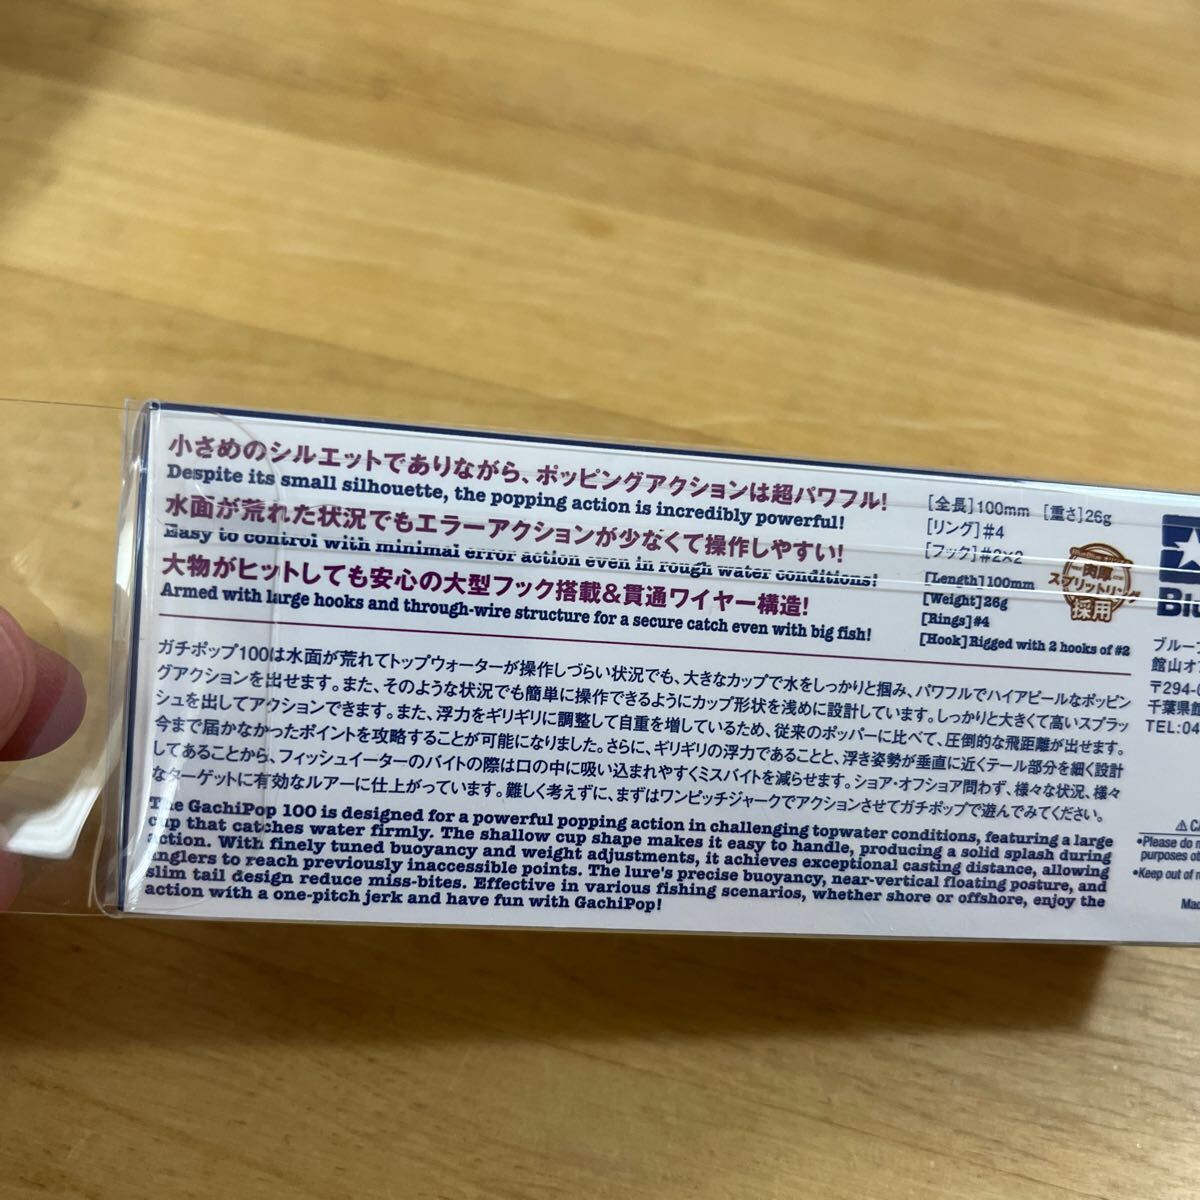 小さめのシルエットでありながら、ポッピングアクションは超パワフル!
Despite its small silhouette, the popping action is incredibly powerful!
水面が荒れた状況でもエラーアクションが少なくて操作しやすい!
Easy to control with minimal error action even in rough water conditions!
大物がヒットしても安心の大型フック搭載&貫通ワイヤー構造!
Armed with large hooks and through-wire structure for a secure catch even with big fish!
[全長]100mm [重さ]26g
[リング]#4
[フック]#2×2
[Length]100mm
[Weight]26g
[Rings]#4
[Hook]Rigged with 2 hooks of #2
肉厚
スプリットリング
採用
ガチポップ100は水面が荒れてトップウォーターが操作しづらい状況でも、大きなカップで水をしっかりと掴み、パワフルでハイアピールなポッピン
グアクションを出せます。また、そのような状況でも簡単に操作できるようにカップ形状を浅めに設計しています。しっかりと大きくて高いスプラッ
シュを出してアクションできます。また、浮力をギリギリに調整して自重を増しているため、従来のポッパーに比べて、圧倒的な飛距離が出せます。
今まで届かなかったポイントを攻略することが可能になりました。さらに、ギリギリの浮力であることと、浮き姿勢が垂直に近くテール部分を細く設計
してあることから、フィッシュイーターのバイトの際は口の中に吸い込まれやすくミスバイトを減らせます。ショア・オフショア問わず、様々な状況、様々
なターゲットに有効なルアーに仕上がっています。難しく考えずに、まずはワンピッチジャークでアクションさせてガチポップで遊んでみてください。
The GachiPop 100 is designed for a powerful popping action in challenging topwater conditions, featuring a large
cup that catches water firmly. The shallow cup shape makes it easy to handle, producing a solid splash during
action. With finely tuned buoyancy and weight adjustments, it achieves exceptional casting distance, allowing
anglers to reach previously inaccessible points. The lure's precise buoyancy, near-vertical floating posture, and
slim tail design reduce miss-bites. Effective in various fishing scenarios, whether shore or offshore, enjoy the
action with a one-pitch jerk and have fun with GachiPop!
Blu
ブルー
館山オ
〒294-0
千葉県館
TEL:04
⚠CA
•Please do n
purposes ot
•Keep out of r
Mad